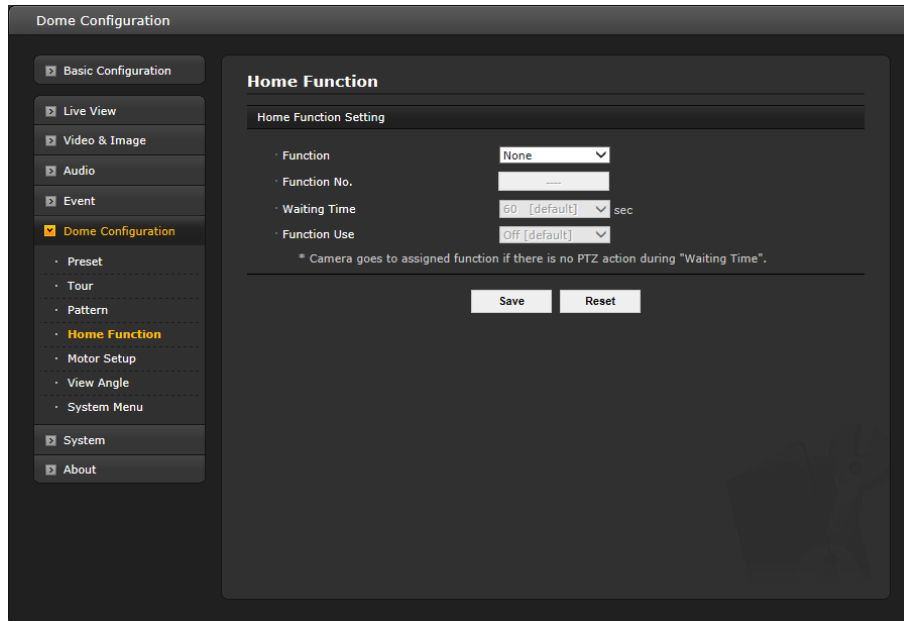 Dome Configuration
Basic Configuration
Live View
Video & Image
Audio
Event
Dome Configuration
· Preset
· Tour
· Pattern
· Home Function
· Motor Setup
· View Angle
· System Menu
System
About
Home Function
Home Function Setting
· Function None
· Function No. ----
· Waiting Time 60 [default] sec
· Function Use Off [default]
* Camera goes to assigned function if there is no PTZ action during "Waiting Time".
Save Reset